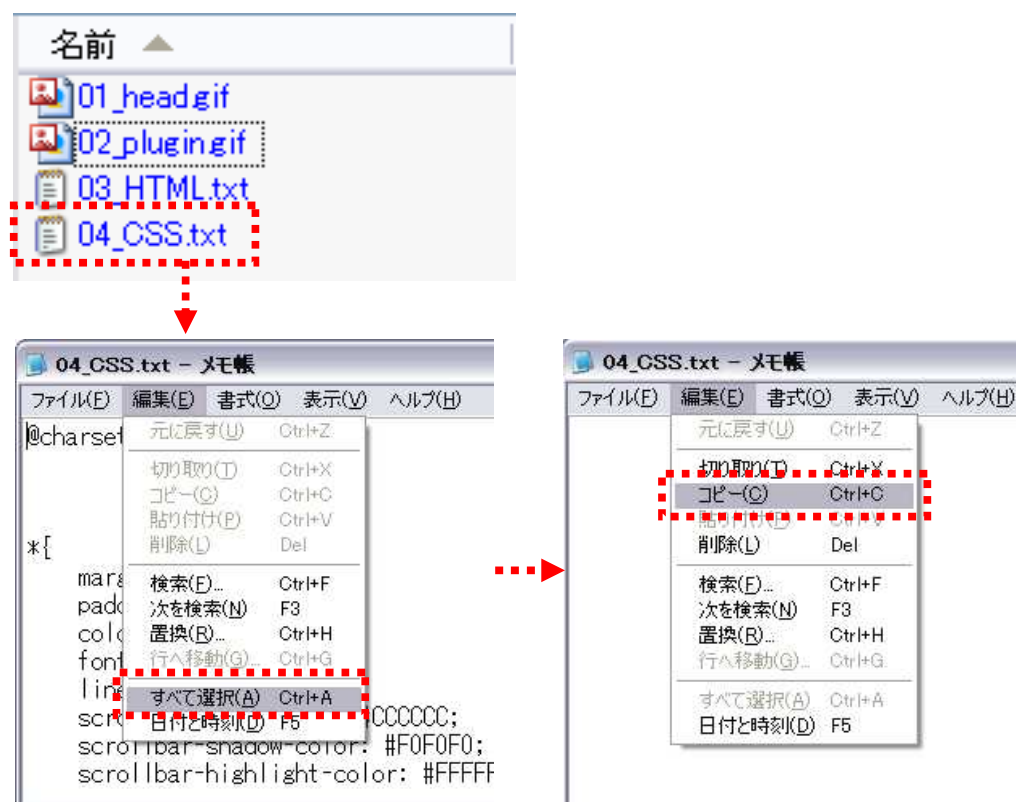 名前
01_head.gif
02_plugin.gif
03_HTML.txt
04_CSS.txt
04_CSS.txt - メモ帳
ファイル(F) 編集(E) 書式(O) 表示(V) ヘルプ(H)
@charset
*{
元に戻す(U) Ctrl+Z
切り取り(T) Ctrl+X
コピー(C) Ctrl+C
貼り付け(P) Ctrl+V
削除(L) Del
検索(F)... Ctrl+F
次を検索(N) F3
置換(R)... Ctrl+H
行へ移動(G)... Ctrl+G
すべて選択(A) Ctrl+A
日付と時刻(D) F5
CCCCCC;
scrollbar-shadow-color: #F0F0F0;
scrollbar-highlight-color: #FFFFF
04_CSS.txt - メモ帳
ファイル(F) 編集(E) 書式(O) 表示(V) ヘルプ(H)
元に戻す(U) Ctrl+Z
切り取り(T) Ctrl+X
コピー(C) Ctrl+C
貼り付け(P) Ctrl+V
削除(L) Del
検索(F)... Ctrl+F
次を検索(N) F3
置換(R)... Ctrl+H
行へ移動(G)... Ctrl+G
すべて選択(A) Ctrl+A
日付と時刻(D) F5